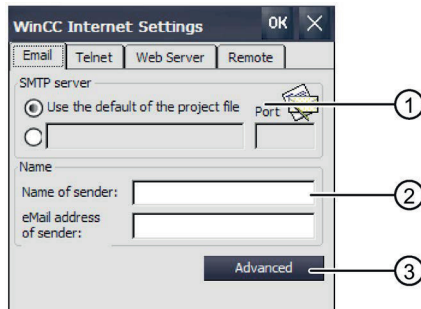 WinCC Internet Settings OK
Email Telnet Web Server Remote
SMTP server
Use the default of the project file Port 1
Name
Name of sender: 2
eMail address
of sender:
Advanced 3